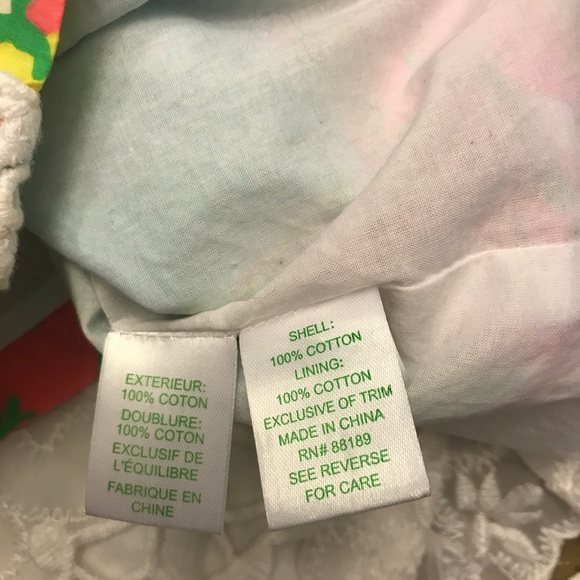 EXTERIEUR:
100% COTON
DOUBLURE:
100% COTON
EXCLUSIF DE
L'ÉQUILIBRE
FABRIQUE EN
CHINE
SHELL:
100% COTTON
LINING:
100% COTTON
EXCLUSIVE OF TRIM
MADE IN CHINA
RN# 88189
SEE REVERSE
FOR CARE